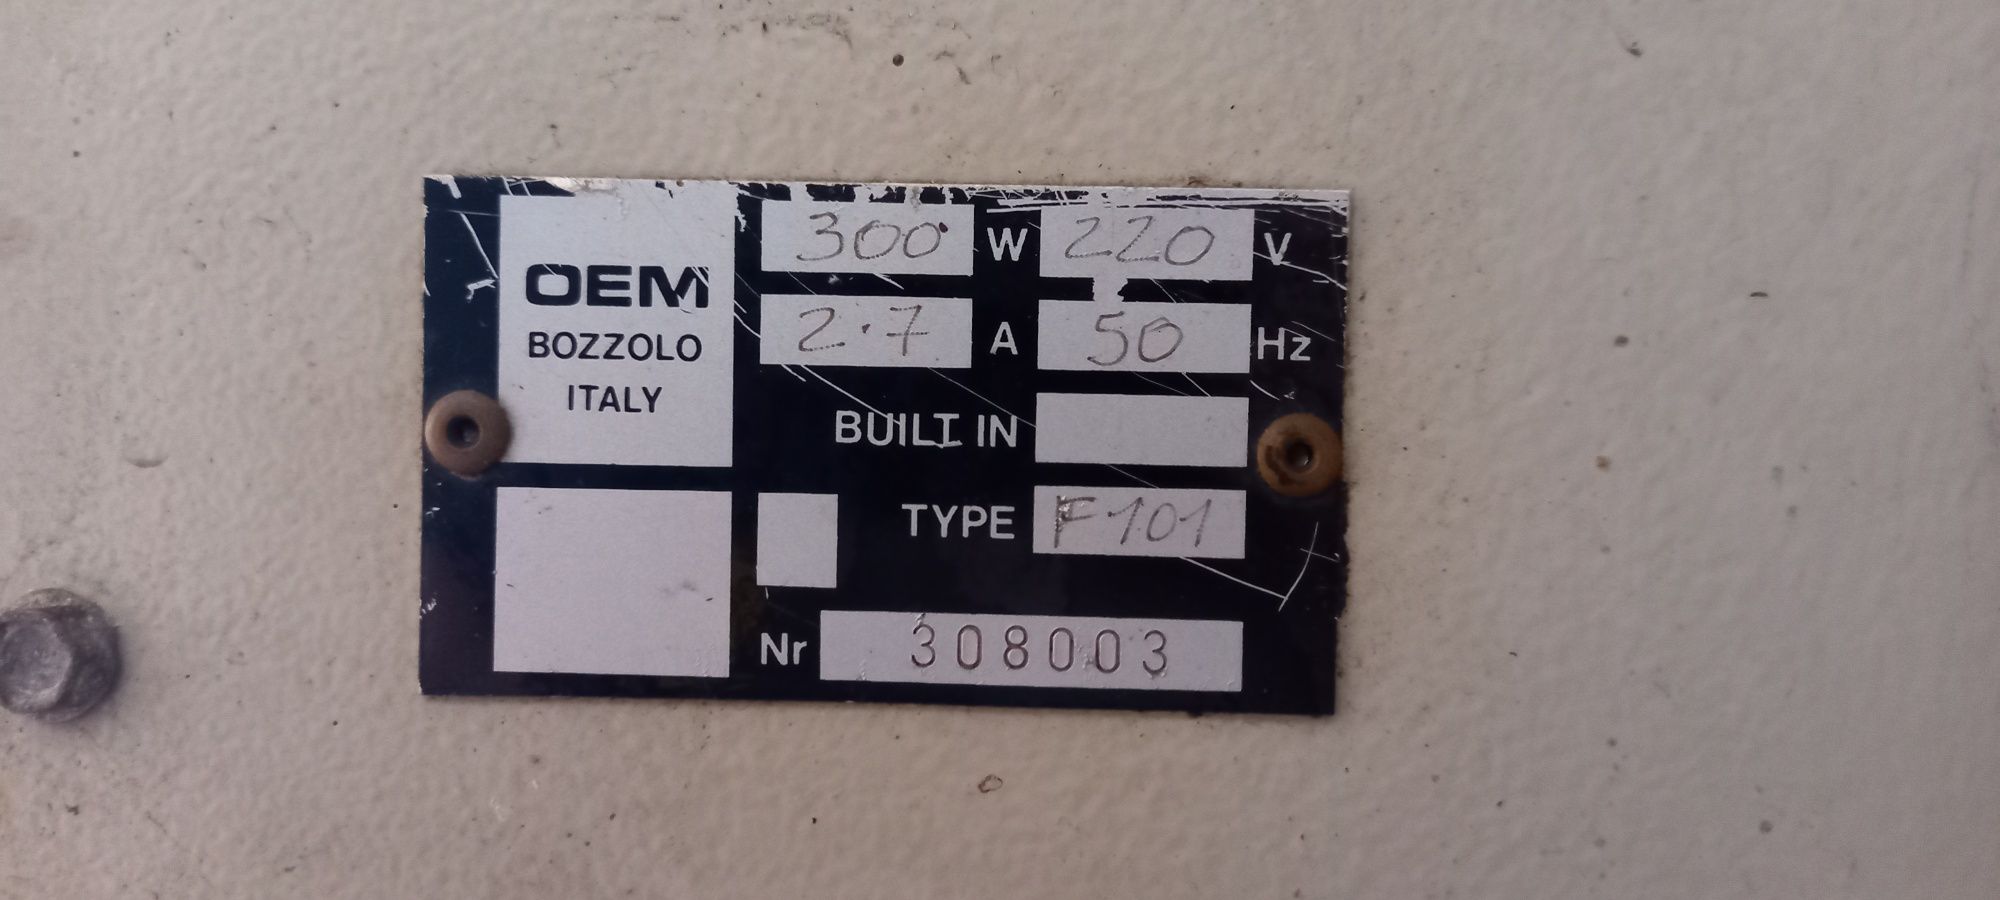 OEM
BOZZOLO
ITALY
300 W 220 V
2.7 A 50 Hz
BUILT IN
TYPE F101
Nr 308003